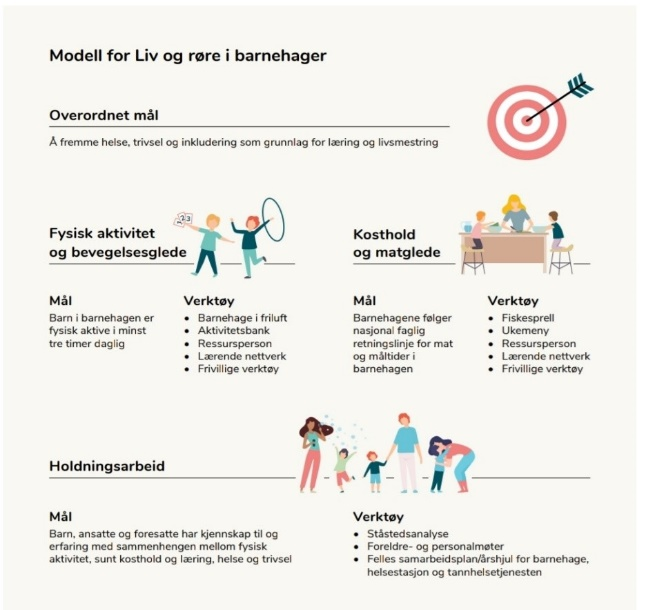 Modell for Liv og røre i barnehager
Overordnet mål
Å fremme helse, trivsel og inkludering som grunnlag for læring og livsmestring
123
Fysisk aktivitet
og bevegelsesglede
Mål
Barn i barnehagen er
fysisk aktive i minst
tre timer daglig
Verktøy
• Barnehage i friluft
• Aktivitetsbank
• Ressursperson
• Lærende nettverk
• Frivillige verktøy
Kosthold
og matglede
Mål
Barnehagene følger
nasjonal faglig
retningslinje for mat
og måltider i
barnehagen
Verktøy
• Fiskesprell
• Ukemeny
• Ressursperson
• Lærende nettverk
• Frivillige verktøy
Holdningsarbeid
Mål
Barn, ansatte og foresatte har kjennskap til og
erfaring med sammenhengen mellom fysisk
aktivitet, sunt kosthold og læring, helse og trivsel
Verktøy
• Ståstedsanalyse
• Foreldre- og personalmøter
• Felles samarbeidsplan/årshjul for barnehage,
helsestasjon og tannhelsetjenesten